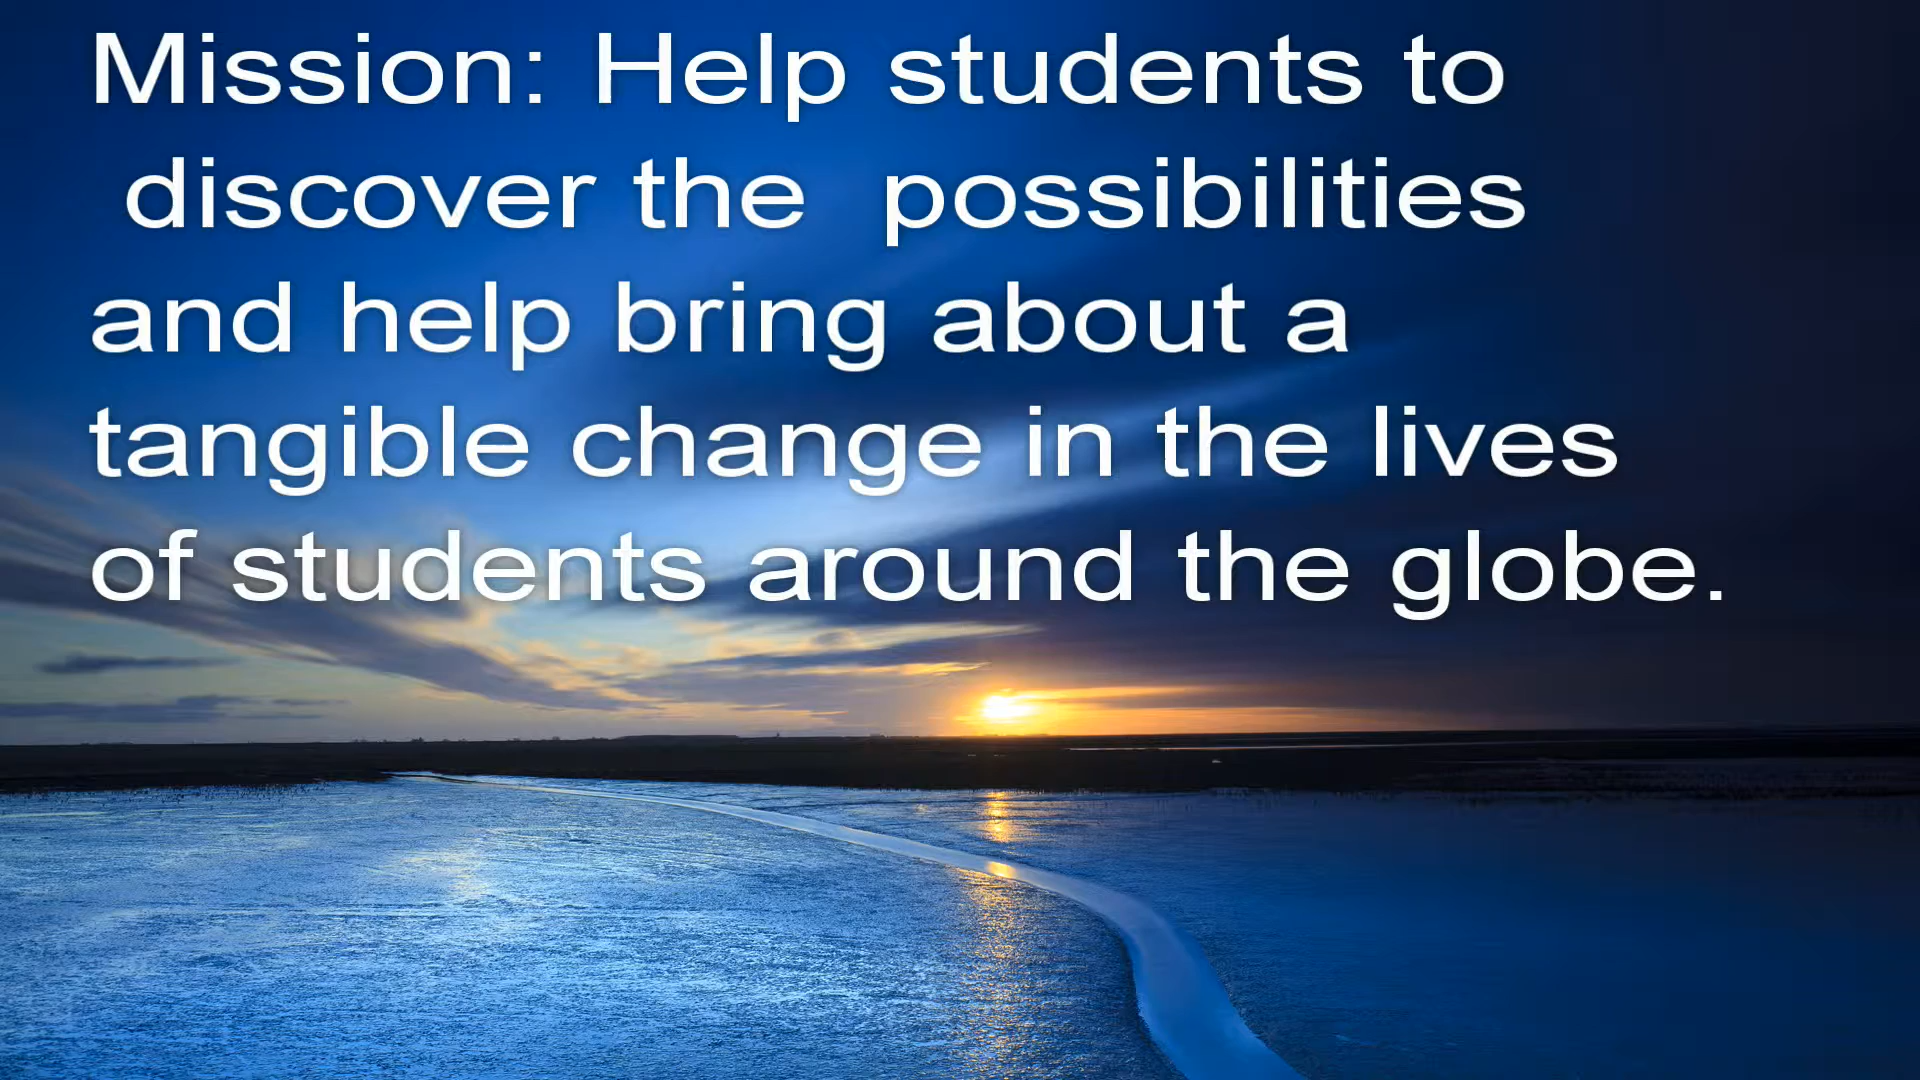 Mission: Help students to
discover the possibilities
and help bring about a
tangible change in the lives
of students around the globe.